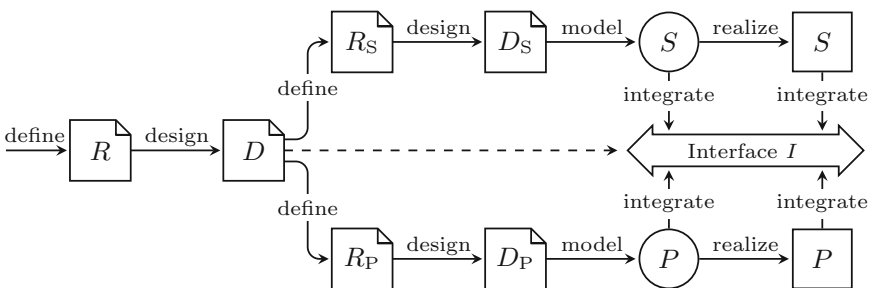 R_S design D_S model S realize S
define integrate integrate
define R design D Interface I
define integrate integrate
R_P design D_P model P realize P